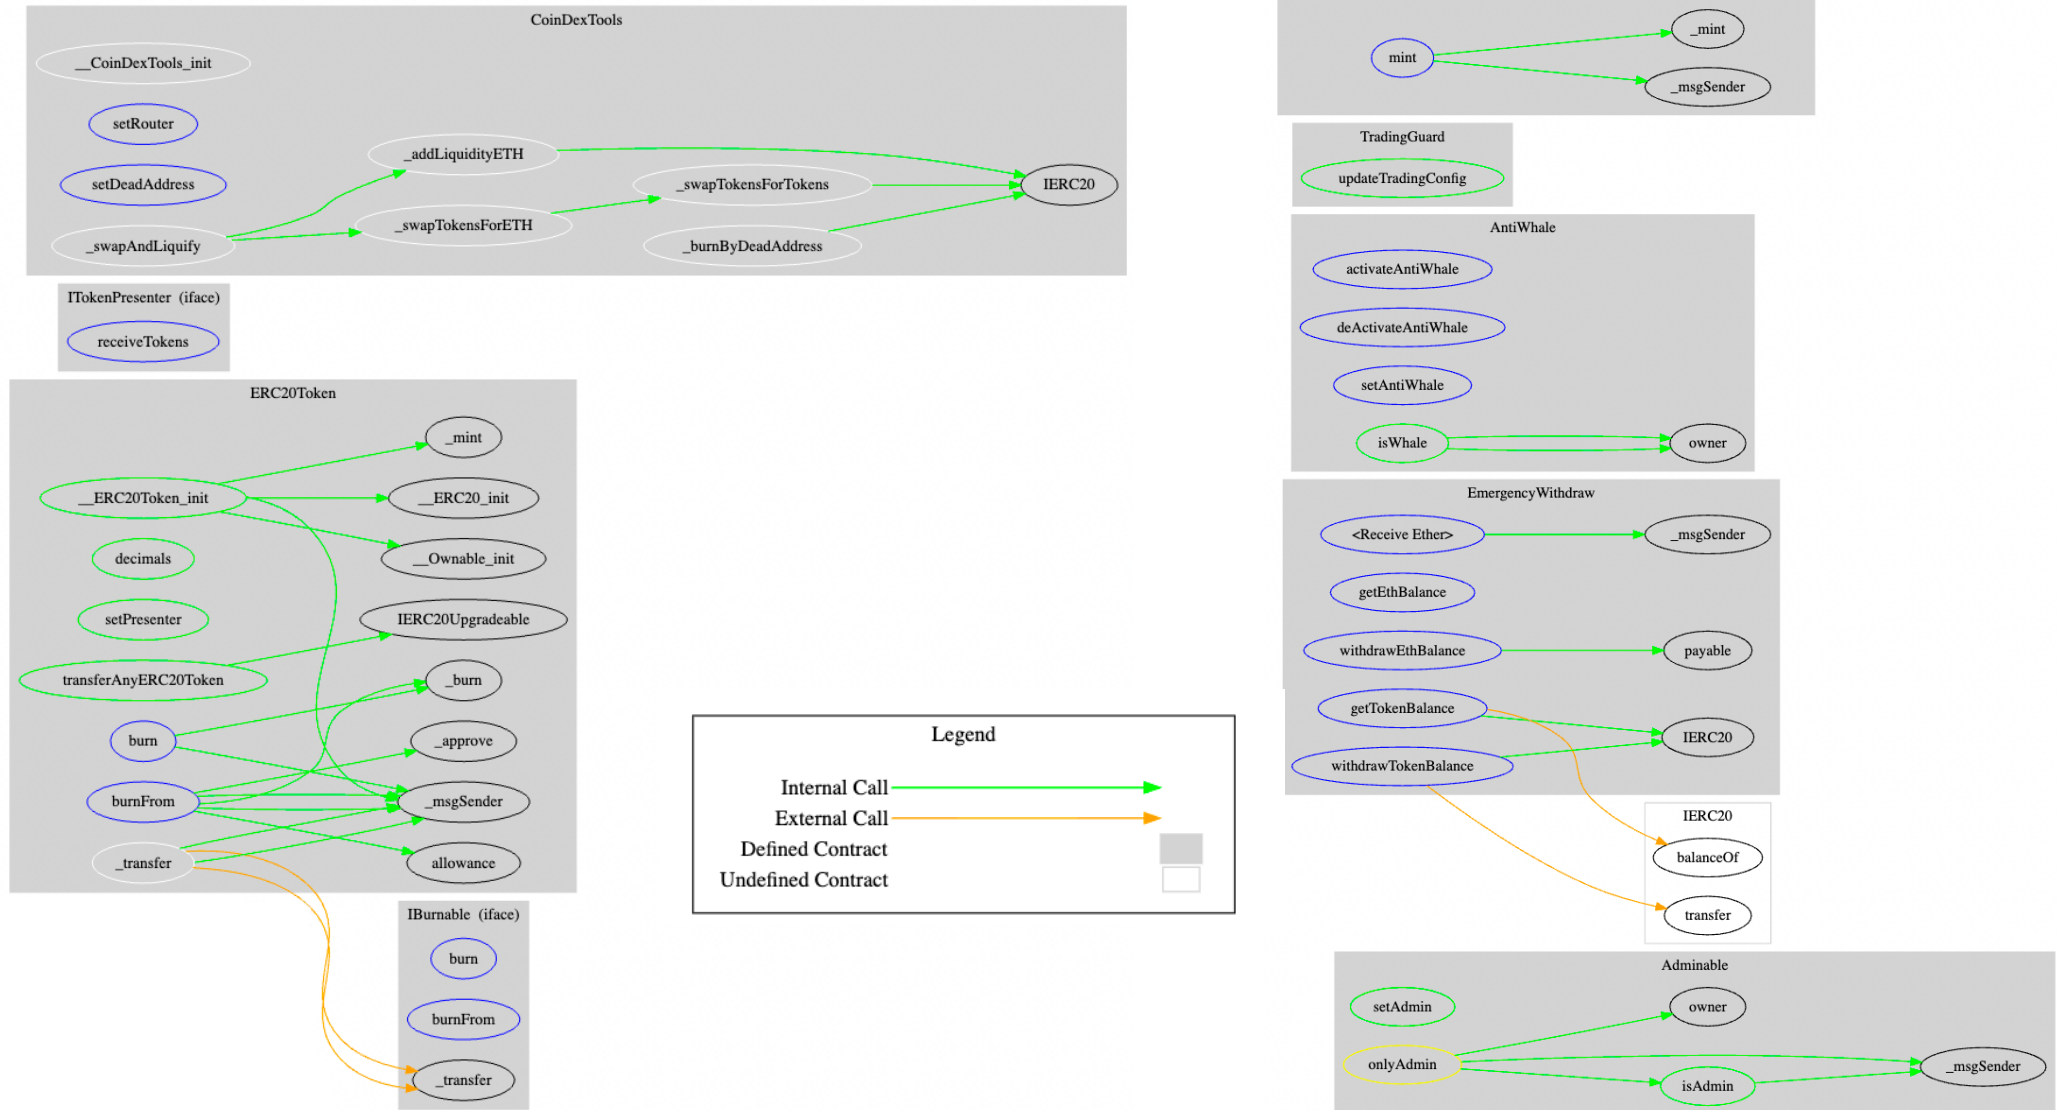 CoinDexTools
__CoinDexTools_init
setRouter
setDeadAddress
_swapAndLiquify
_addLiquidityETH
_swapTokensForETH
_swapTokensForTokens
_burnByDeadAddress
IERC20
ITokenPresenter (iface)
receiveTokens
ERC20Token
_mint
__ERC20Token_init
__ERC20_init
decimals
__Ownable_init
setPresenter
IERC20Upgradeable
transferAnyERC20Token
_burn
burn
_approve
burnFrom
_msgSender
_transfer
allowance
IBurnable (iface)
burn
burnFrom
_transfer
Legend
Internal Call
External Call
Defined Contract
Undefined Contract
mint
_mint
_msgSender
TradingGuard
updateTradingConfig
AntiWhale
activateAntiWhale
deActivateAntiWhale
setAntiWhale
isWhale
owner
EmergencyWithdraw
<Receive Ether>
_msgSender
getEthBalance
withdrawEthBalance
payable
getTokenBalance
IERC20
withdrawTokenBalance
IERC20
balanceOf
transfer
Adminable
setAdmin
owner
onlyAdmin
isAdmin
_msgSender